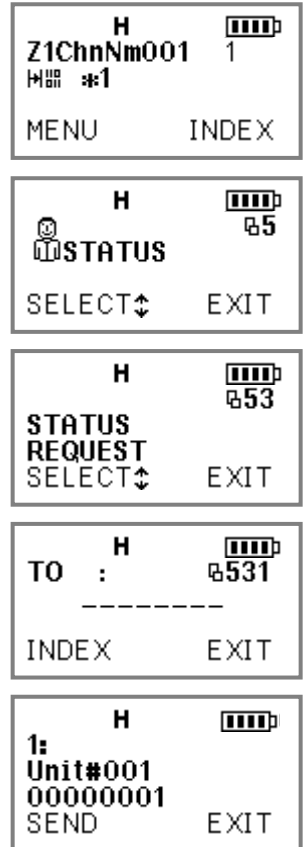 H
Z1ChnNm001 1
*1
MENU INDEX
H
5
STATUS
SELECT EXIT
H
53
STATUS
REQUEST
SELECT EXIT
H
TO : 531
--------
INDEX EXIT
H
1:
Unit#001
00000001
SEND EXIT